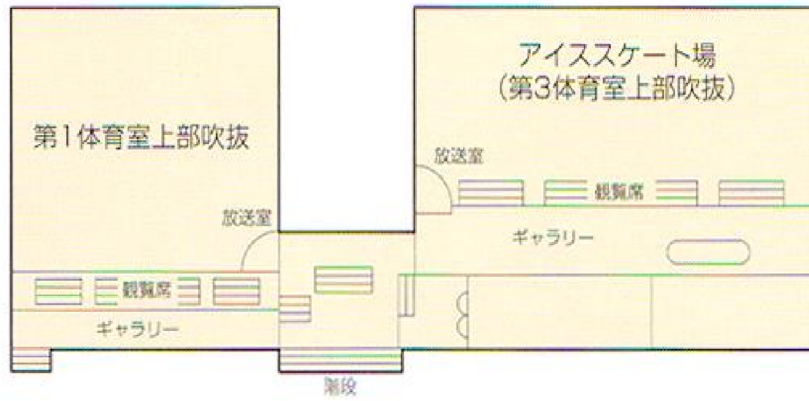 アイススケート場
(第3体育室上部吹抜)
第1体育室上部吹抜
放送室
観覧席
放送室
ギャラリー
観覧席
ギャラリー
階段